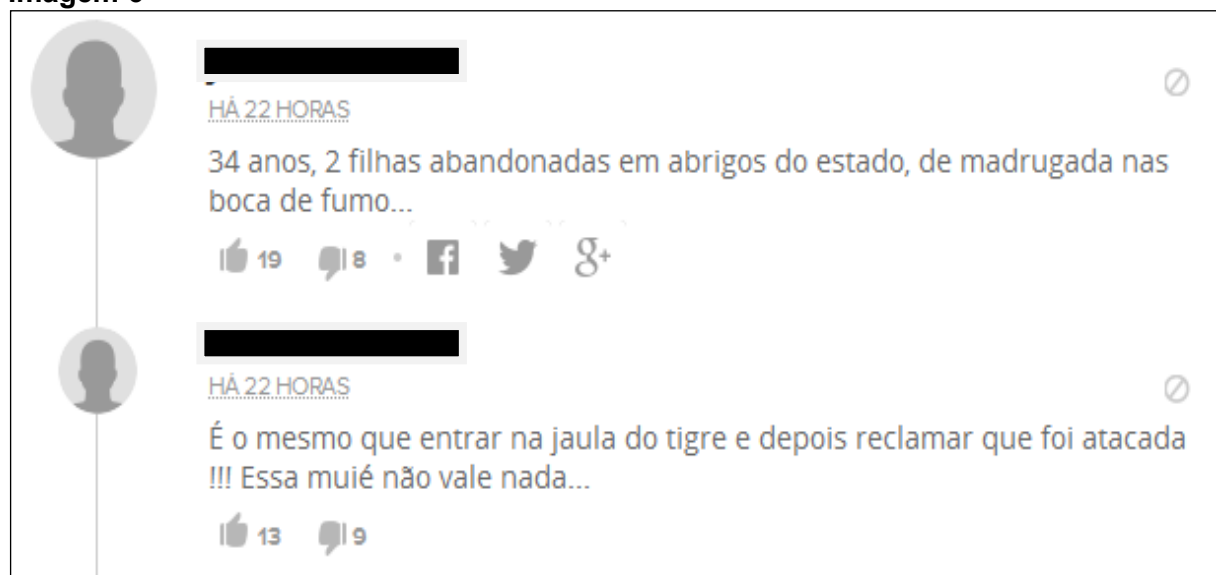 HÁ 22 HORAS
34 anos, 2 filhas abandonadas em abrigos do estado, de madrugada nas
boca de fumo...
19 8 • f g+
HÁ 22 HORAS
É o mesmo que entrar na jaula do tigre e depois reclamar que foi atacada
!!! Essa muié não vale nada...
13 9